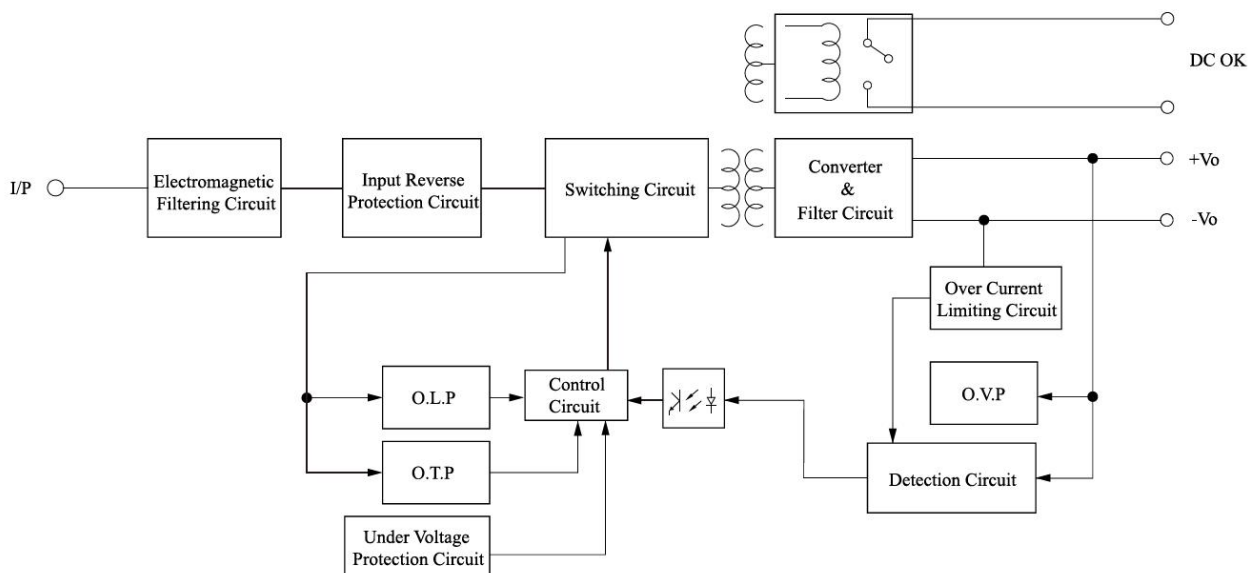 DC OK
I/P
Electromagnetic
Filtering Circuit
Input Reverse
Protection Circuit
Switching Circuit
Converter
&
Filter Circuit
+Vo
-Vo
Over Current
Limiting Circuit
O.L.P
Control
Circuit
O.V.P
O.T.P
Detection Circuit
Under Voltage
Protection Circuit